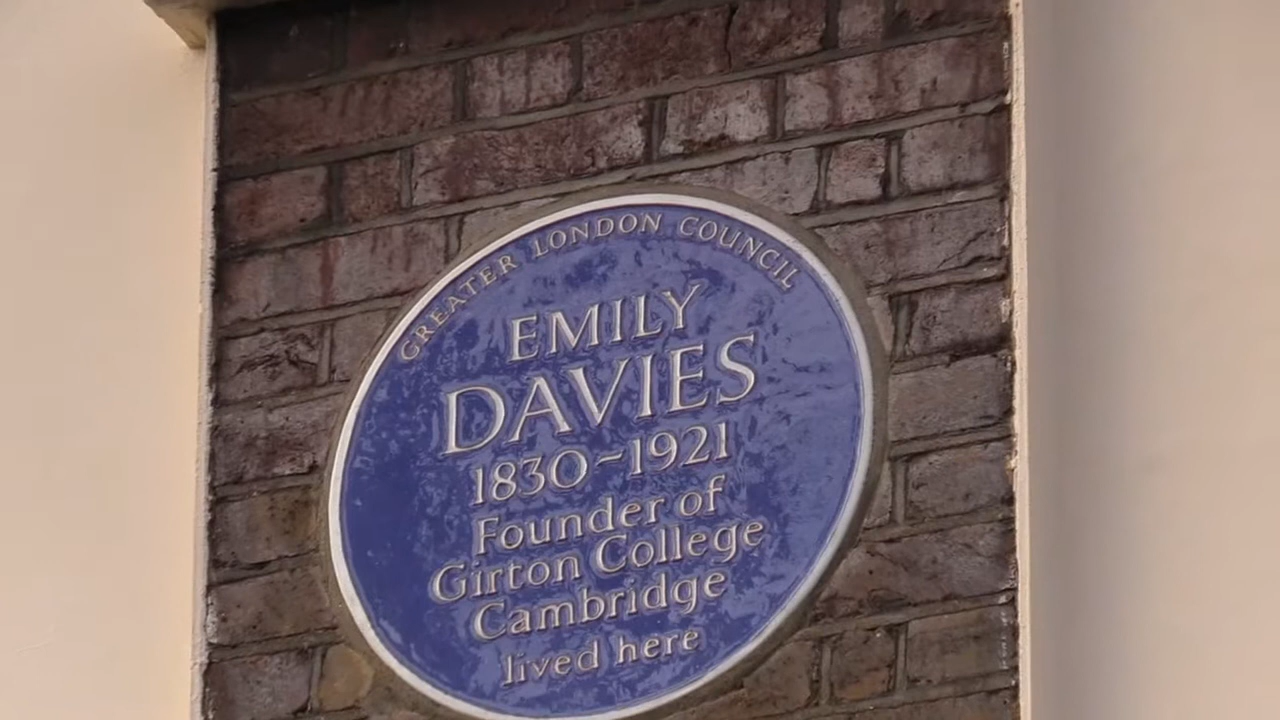 GREATER LONDON COUNCIL
EMILY
DAVIES
1830~1921
Founder of
Girton College
Cambridge
lived here